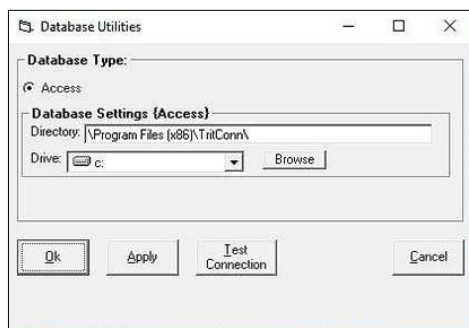 Database Utilities
Database Type:
Access
Database Settings {Access}
Directory: \Program Files (x86)\TritConn\
Drive: c: Browse
Ok Apply Test Connection Cancel